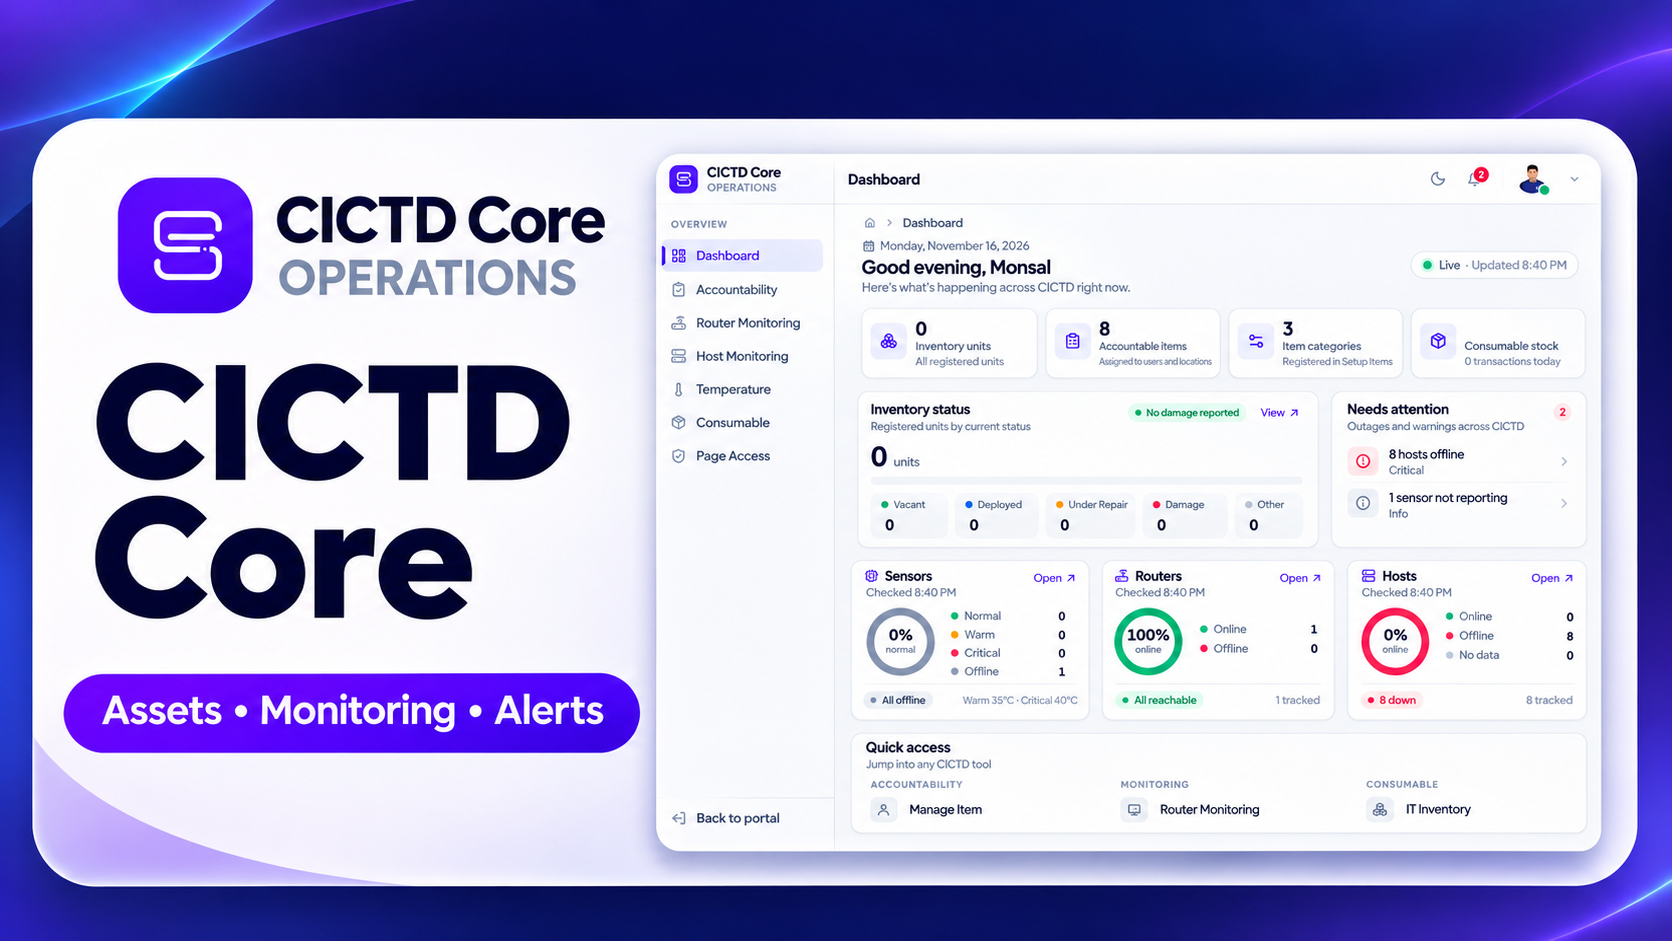 CICTD Core
OPERATIONS
CICTD
Core
Assets • Monitoring • Alerts
CICTD Core
OPERATIONS
OVERVIEW
Dashboard
Accountability
Router Monitoring
Host Monitoring
Temperature
Consumable
Page Access
Back to portal
Dashboard
2
Dashboard
Monday, November 16, 2026
Good evening, Monsal
Here's what's happening across CICTD right now.
Live · Updated 8:40 PM
0
Inventory units
All registered units
8
Accountable items
Assigned to users and locations
3
Item categories
Registered in Setup Items
Consumable stock
0 transactions today
Inventory status
Registered units by current status
No damage reported
View
0 units
Vacant
0
Deployed
0
Under Repair
0
Damage
0
Other
0
Needs attention
2
Outages and warnings across CICTD
8 hosts offline
Critical
1 sensor not reporting
Info
Sensors
Open
Checked 8:40 PM
0%
normal
Normal 0
Warm 0
Critical 0
Offline 1
All offline
Warm 35°C · Critical 40°C
Routers
Open
Checked 8:40 PM
100%
online
Online 1
Offline 0
All reachable
1 tracked
Hosts
Open
Checked 8:40 PM
0%
online
Online 0
Offline 8
No data 0
8 down
8 tracked
Quick access
Jump into any CICTD tool
ACCOUNTABILITY
Manage Item
MONITORING
Router Monitoring
CONSUMABLE
IT Inventory